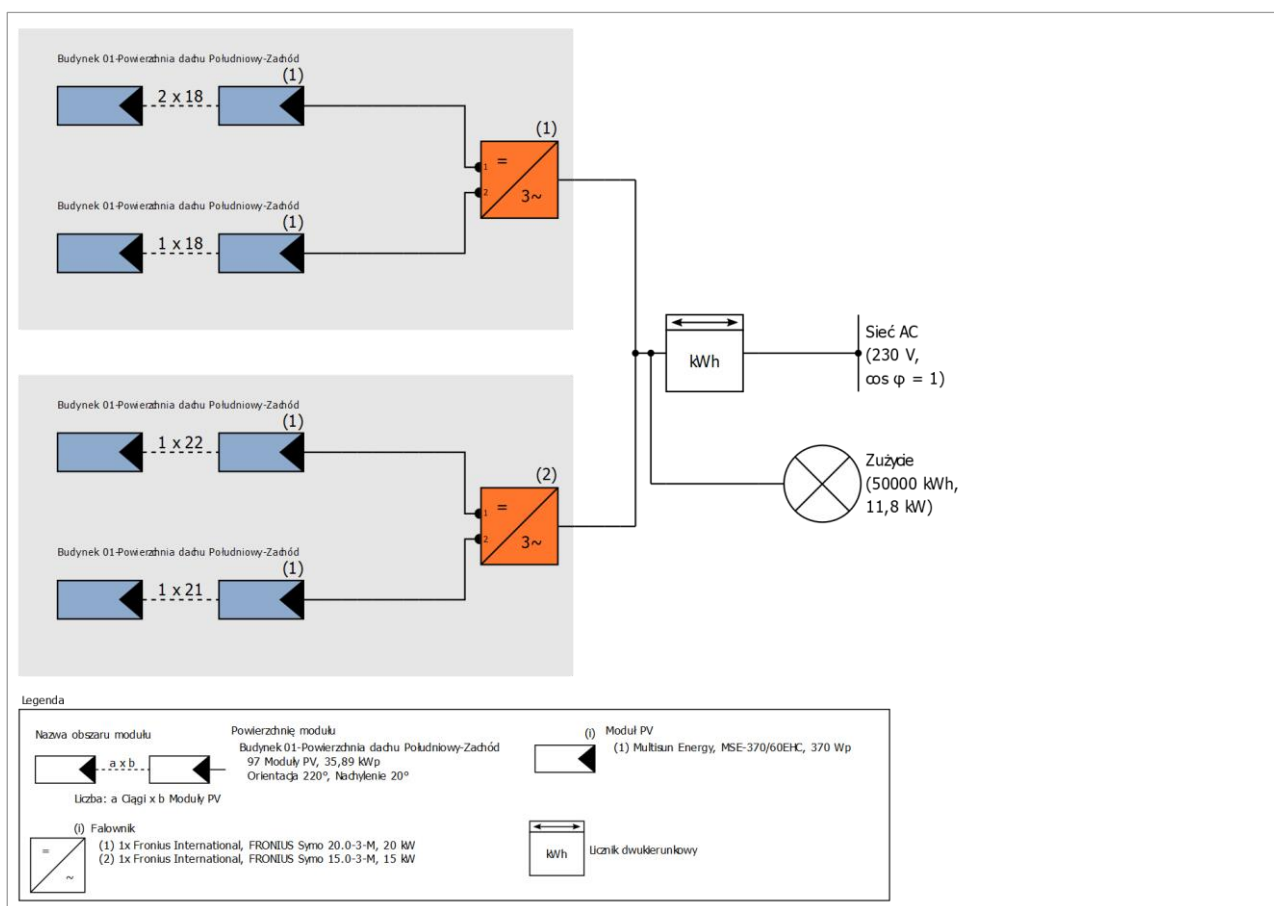 Budynek 01-Powierzchnia dachu Południowy-Zachód
(1)
2 x 18
(1)
1
=
2
3~
Budynek 01-Powierzchnia dachu Południowy-Zachód
(1)
1 x 18
Sieć AC
(230 V,
cos φ = 1)
kWh
Budynek 01-Powierzchnia dachu Południowy-Zachód
(1)
1 x 22
Zużycie
(50000 kWh,
11,8 kW)
(2)
1
=
2
3~
Budynek 01-Powierzchnia dachu Południowy-Zachód
(1)
1 x 21
Legenda
Nazwa obszaru modułu
a x b
Liczba: a Ciągi x b Moduły PV
Powierzchnię modułu
Budynek 01-Powierzchnia dachu Południowy-Zachód
97 Moduły PV, 35,89 kWp
Orientacja 220°, Nachylenie 20°
(i) Moduł PV
(1) Multisun Energy, MSE-370/60EHC, 370 Wp
(i) Falownik
= ~
(1) 1x Fronius International, FRONIUS Symo 20.0-3-M, 20 kW
(2) 1x Fronius International, FRONIUS Symo 15.0-3-M, 15 kW
kWh
Licznik dwukierunkowy